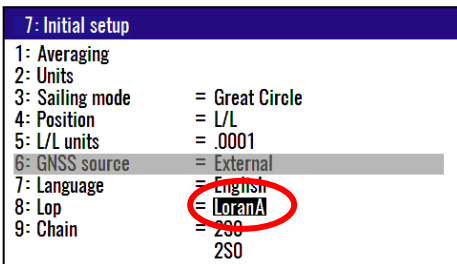 7: Initial setup
1: Averaging
2: Units
3: Sailing mode = Great Circle
4: Position = L/L
5: L/L units = .0001
6: GNSS source = External
7: Language = English
8: Lop = LoranA
9: Chain = 2S0
2S0